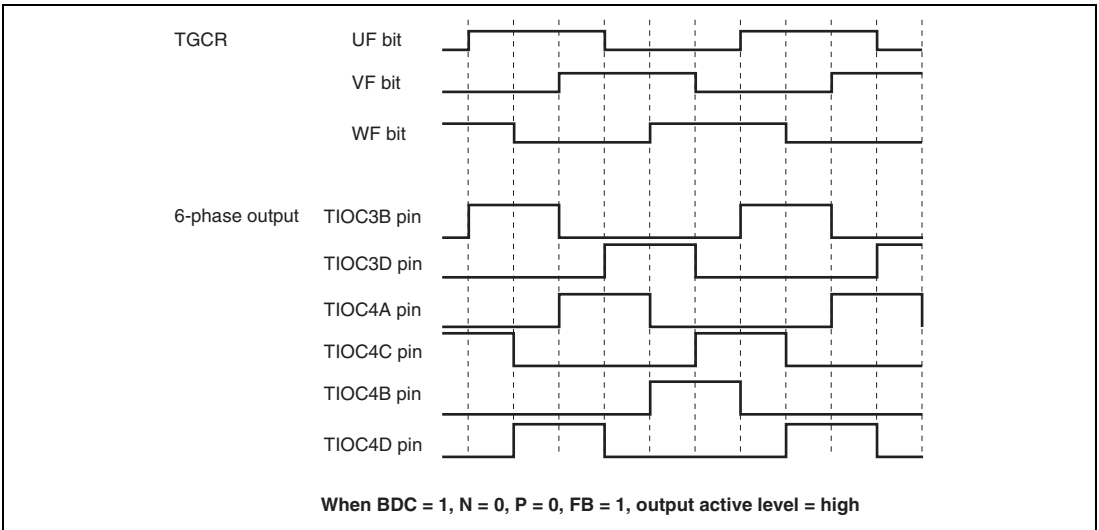 TGCR UF bit
VF bit
WF bit
6-phase output TIOC3B pin
TIOC3D pin
TIOC4A pin
TIOC4C pin
TIOC4B pin
TIOC4D pin
When BDC = 1, N = 0, P = 0, FB = 1, output active level = high